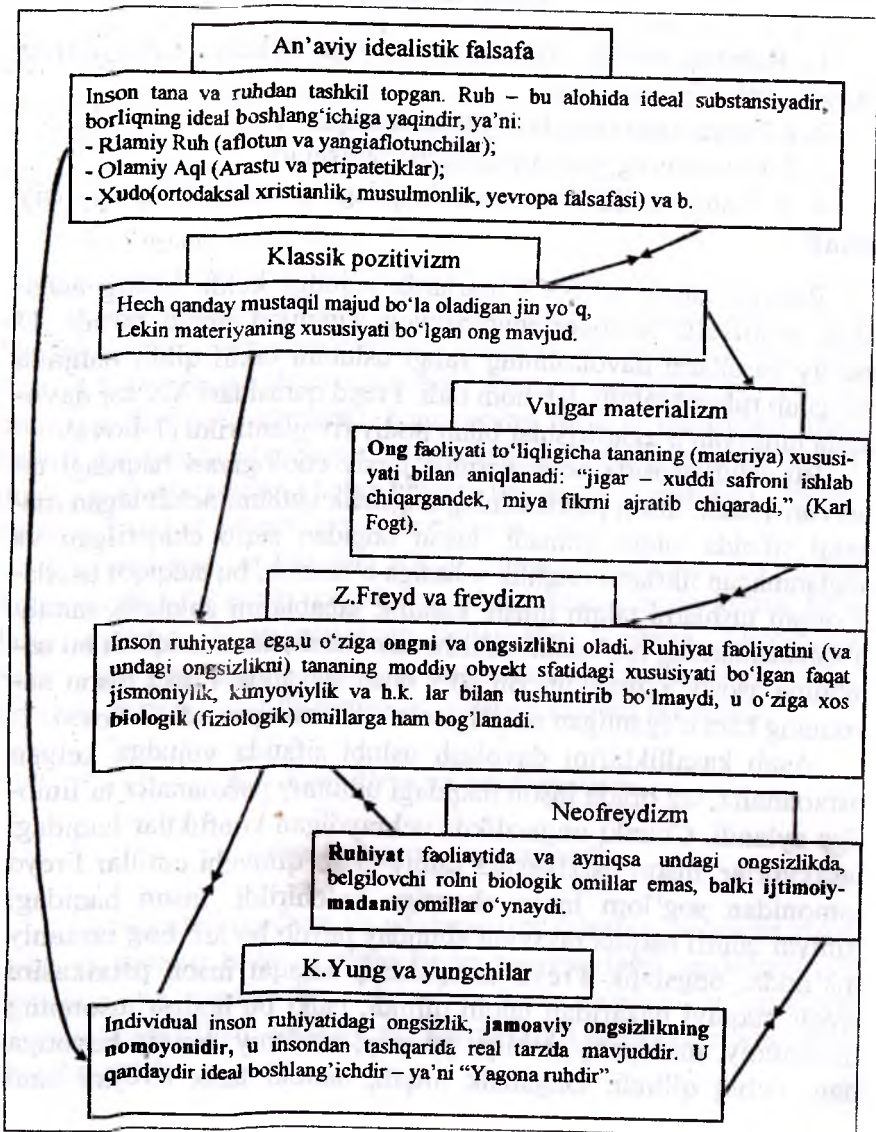 An'aviy idealistik falsafa
Inson tana va ruhdan tashkil topgan. Ruh – bu alohida ideal substansiyadir,
borliqning ideal boshlang'ichiga yaqindir, ya'ni:
- Rlamiy Ruh (aflotun va yangiaflotunchilar);
- Olamiy Aql (Arastu va peripatetiklar);
- Xudo(ortodaksal xristianlik, musulmonlik, yevropa falsafasi) va b.
Klassik pozitivizm
Hech qanday mustaqil majud bo'la oladigan jin yo'q,
Lekin materiyaning xususiyati bo'lgan ong mavjud.
Vulgar materializm
Ong faoliyati to'liqligicha tananing (materiya) xususi-
yati bilan aniqlanadi: "jigar – xuddi safroni ishlab
chiqargandek, miya fikrni ajratib chiqaradi," (Karl
Fogt).
Z.Freyd va freydizm
Inson ruhiyatga ega, u o'ziga angni va ongsizlikni oladi. Ruhiyat faoliyatini (va
undagi ongsizlikni) tananing moddiy obyekt sfatidagi xususiyati bo'lgan faqat
jismoniylik, kimyoviylik va h.k. lar bilan tushuntirib bo'lmaydi, u o'ziga xos
biologik (fiziologik) omillarga ham bog'lanadi.
Neofreydizm
Ruhiyat faoliaytida va ayniqsa undagi ongsizlikda
belgilovchi rolni biologik omillar emas, balki ijtimoiy-
madaniy omillar o'ynaydi.
K.Yung va yungchilar
Individual inson ruhiyatidagi ongsizlik, jamoaviy ongsizlikning
nomoyonidir, u insondan tashqarida real tarzda mavjuddir. U
qandaydir ideal boshlang'ichdir – ya'ni "Yagona ruhdir".